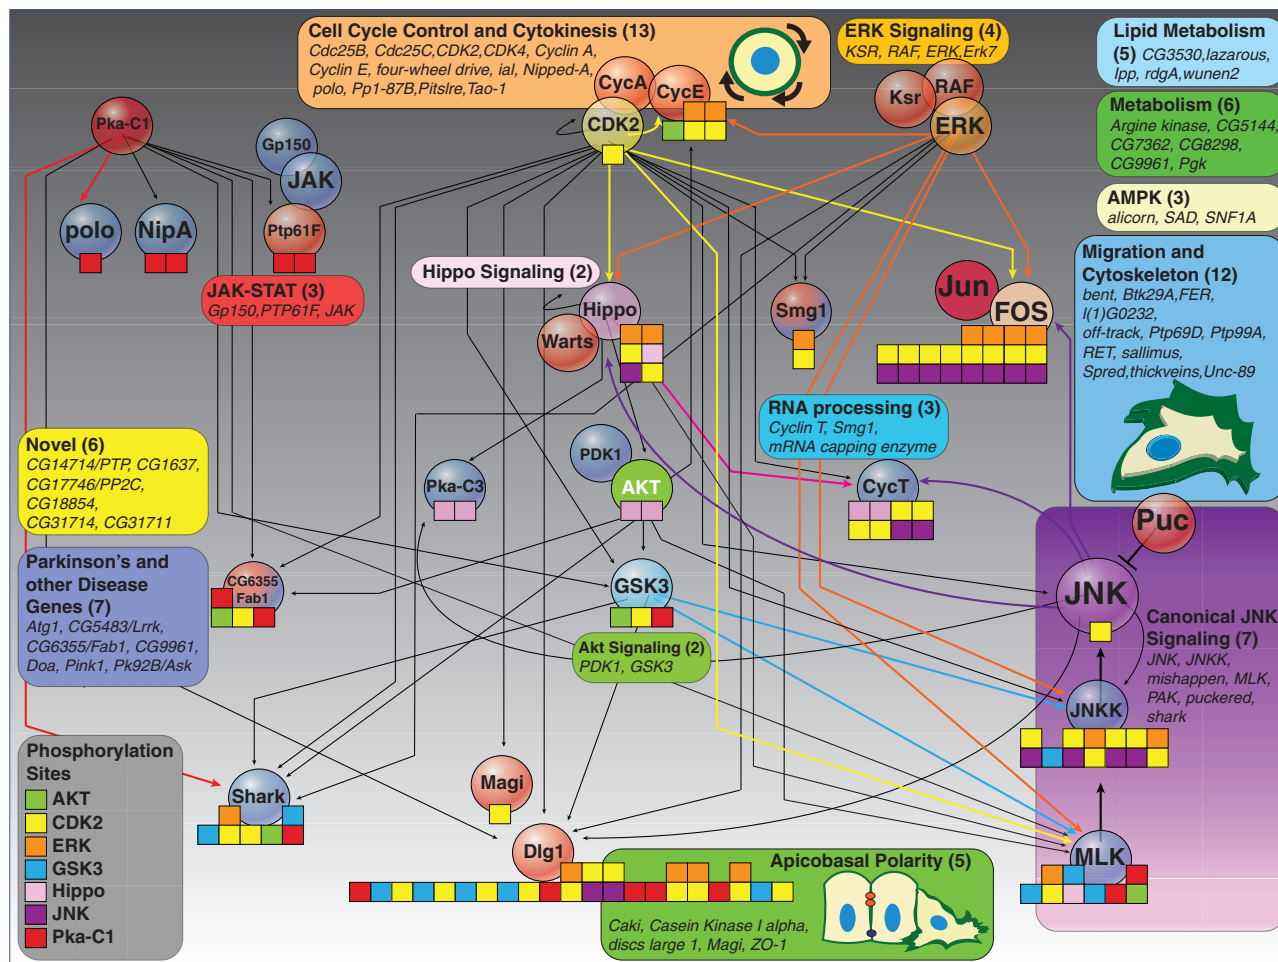 Cell Cycle Control and Cytokinesis (13)
Cdc25B, Cdc25C,CDK2,CDK4, Cyclin A,
Cyclin E, four-wheel drive, ial, Nipped-A,
polo, Pp1-87B,Pitslre,Tao-1
CycA
CycE
CDK2
ERK Signaling (4)
KSR, RAF, ERK,Erk7
Ksr
RAF
ERK
Lipid Metabolism
(5) CG3530,lazarous,
lpp, rdgA,wunen2
Metabolism (6)
Argine kinase, CG5144,
CG7362, CG8298,
CG9961, Pgk
AMPK (3)
alicorn, SAD, SNF1A
Migration and
Cytoskeleton (12)
bent, Btk29A,FER,
l(1)G0232,
off-track, Ptp69D, Ptp99A,
RET, sallimus,
Spred,thickveins,Unc-89
Pka-C1
Gp150
JAK
polo
NipA
Ptp61F
JAK-STAT (3)
Gp150,PTP61F, JAK
Hippo Signaling (2)
Hippo
Warts
Smg1
Jun
FOS
RNA processing (3)
Cyclin T, Smg1,
mRNA capping enzyme
Novel (6)
CG14714/PTP, CG1637,
CG17746/PP2C,
CG18854,
CG31714, CG31711
PDK1
Pka-C3
AKT
CycT
Puc
Parkinson's and
other Disease
Genes (7)
Atg1, CG5483/Lrrk,
CG6355/Fab1, CG9961,
Doa, Pink1, Pk92B/Ask
CG6355
Fab1
GSK3
JNK
Akt Signaling (2)
PDK1, GSK3
Canonical JNK
Signaling (7)
JNK, JNKK,
mishappen, MLK,
PAK, puckered,
shark
JNKK
Phosphorylation
Sites
AKT
CDK2
ERK
GSK3
Hippo
JNK
Pka-C1
Shark
Magi
Dlg1
MLK
Apicobasal Polarity (5)
Caki, Casein Kinase I alpha,
discs large 1, Magi, ZO-1